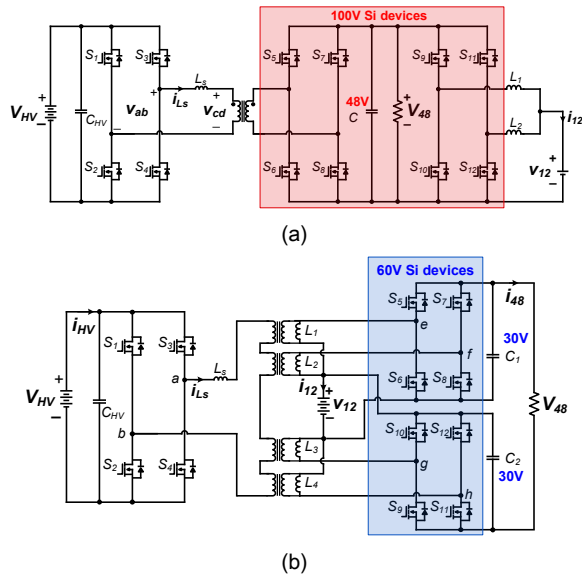 100V Si devices
S1 S3 S5 S7 S9 S11
Ls L1
VHV + − CHV vab + − iLs vcd + − 48V C + − V48 i12
L2
S2 S4 S6 S8 S10 S12 v12 + −
(a)
60V Si devices
iHV S5 S7 i48
S1 S3 L1 e 30V
a Ls L2 f C1
iLs i12 + S6 S8
VHV + − CHV v12 − + − V48
b S10 S12
L3 g C2
S2 S4 L4 h 30V
S9 S11
(b)